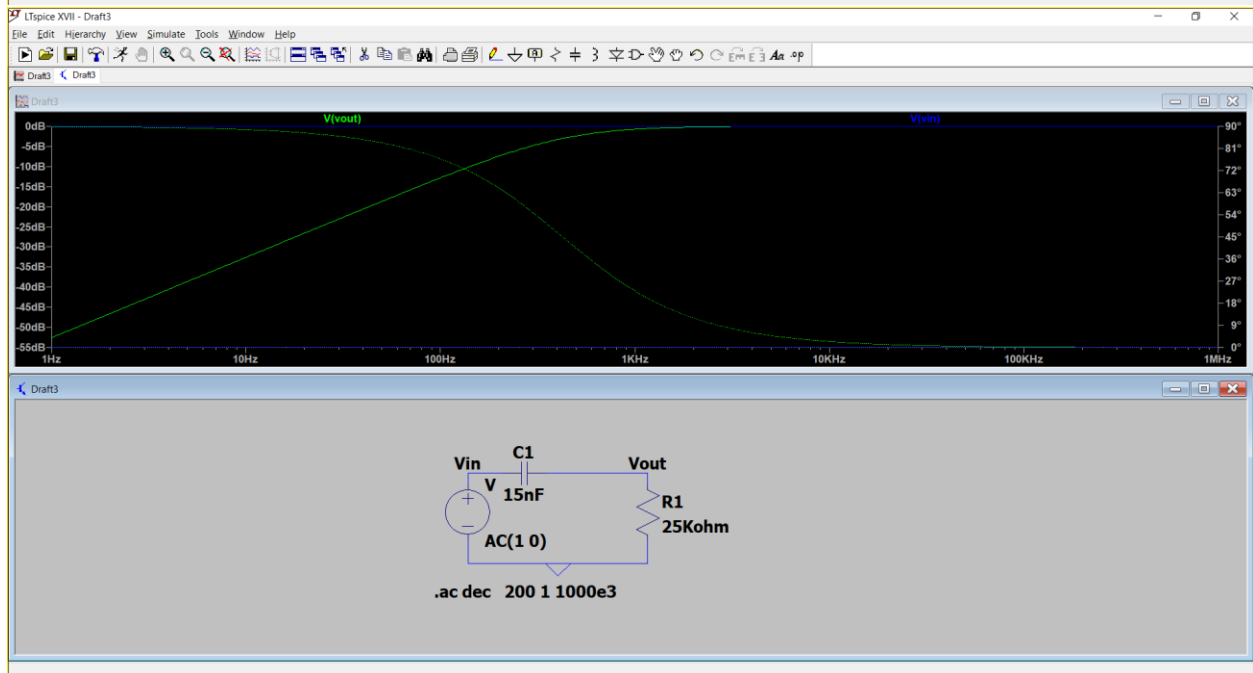 LTspice XVII - Draft3
File Edit Hierarchy View Simulate Tools Window Help
Aa .op
Draft3 Draft3
Draft3
V(vout) V(vin)
0dB 90°
-5dB 81°
-10dB 72°
-15dB 63°
-20dB 54°
-25dB 45°
-30dB 36°
-35dB 27°
-40dB 18°
-45dB 9°
-50dB 0°
-55dB
1Hz 10Hz 100Hz 1KHz 10KHz 100KHz 1MHz
Draft3
Vin C1 Vout
V 15nF R1
25Kohm
AC(1 0)
.ac dec 200 1 1000e3